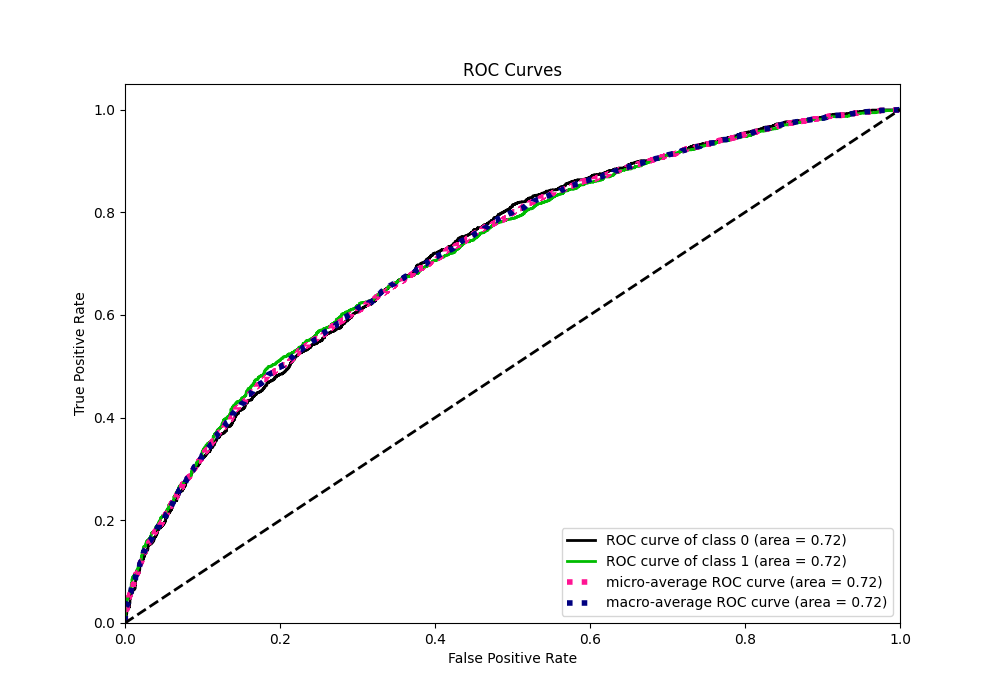 ROC Curves
True Positive Rate
1.0
0.8
0.6
0.4
0.2
0.0
0.0 0.2 0.4 0.6 0.8 1.0
False Positive Rate
ROC curve of class 0 (area = 0.72)
ROC curve of class 1 (area = 0.72)
micro-average ROC curve (area = 0.72)
macro-average ROC curve (area = 0.72)